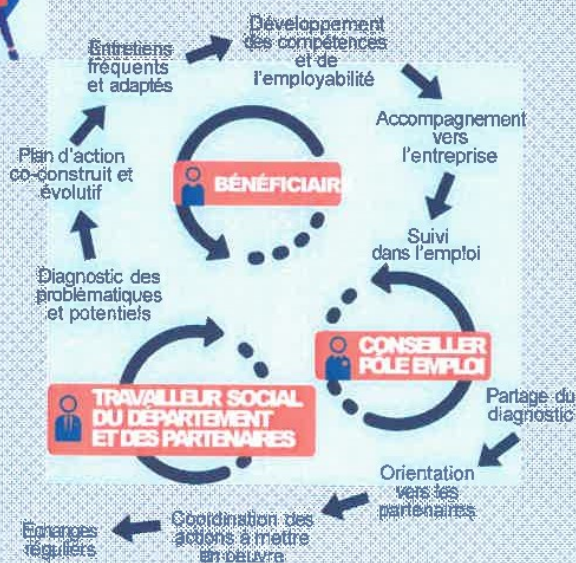 Développement
des compétences
et de
l'employabilité
Entretiens
fréquents
et adaptés
Accompagnement
vers
l'entreprise
Plan d'action
co-construit et
évolutif
BÉNÉFICIAIR
Suivi
dans l'emploi
Diagnostic des
problématiques
et potentiels
CONSEILLER
PÔLE EMPLOI
TRAVAILLEUR SOCIAL
DU DÉPARTEMENT
ET DES PARTENAIRES
Partage du
diagnostic
Orientation
vers les
partenaires
Coordination des
actions à mettre
en oeuvre
Echanges
réguliers